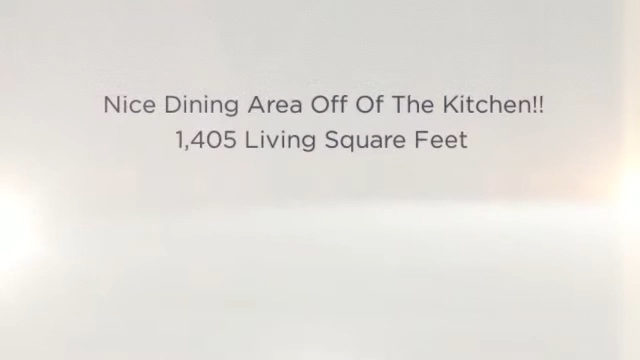 Nice Dining Area Off Of The Kitchen!!
1,405 Living Square Feet